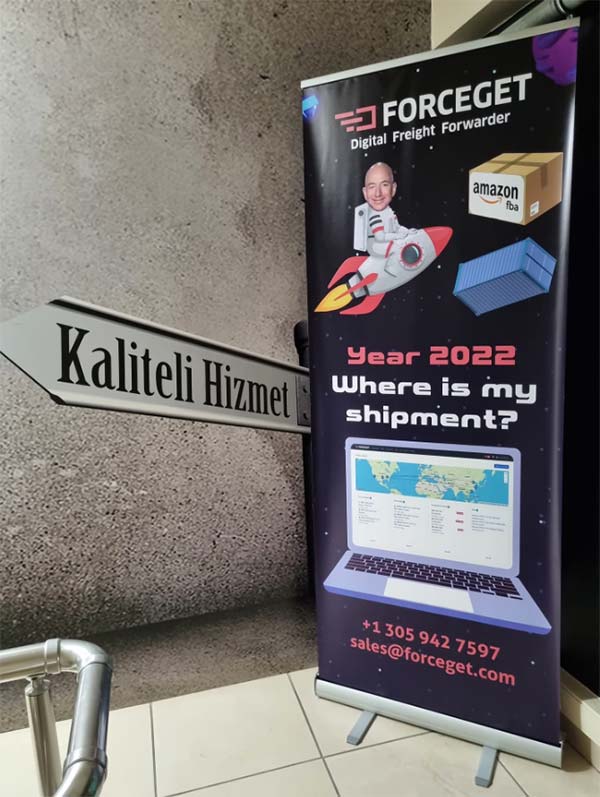 FORCEGET
Digital Freight Forwarder
amazon
fba
Kaliteli Hizmet
Year 2022
Where is my
shipment?
+1 305 942 7597
sales@forceget.com